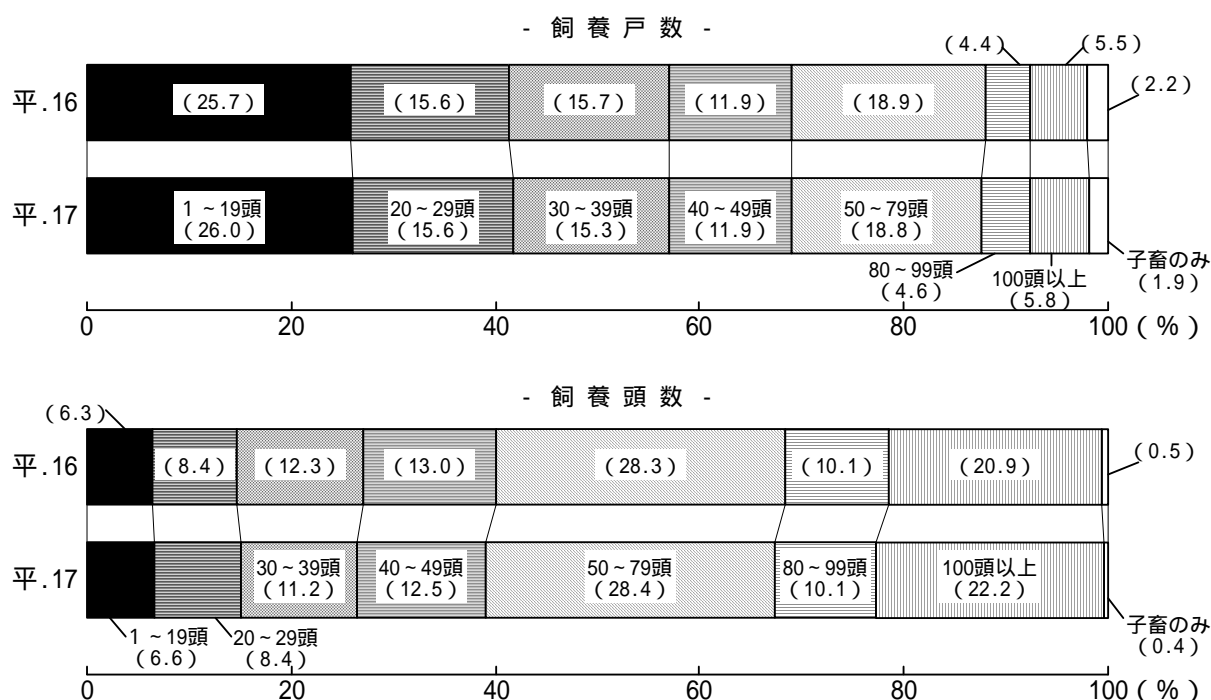 - 飼 養 戸 数 -
(4.4)
(5.5)
平.16
(25.7)
(15.6)
(15.7)
(11.9)
(18.9)
(2.2)
平.17
1 ~19頭
(26.0)
20~29頭
(15.6)
30~39頭
(15.3)
40~49頭
(11.9)
50~79頭
(18.8)
80~99頭
(4.6)
100頭以上
(5.8)
子畜のみ
(1.9)
0 20 40 60 80 100 (%)
- 飼 養 頭 数 -
(6.3)
平.16
(8.4)
(12.3)
(13.0)
(28.3)
(10.1)
(20.9)
(0.5)
平.17
30~39頭
(11.2)
40~49頭
(12.5)
50~79頭
(28.4)
80~99頭
(10.1)
100頭以上
(22.2)
1 ~19頭
(6.6)
20~29頭
(8.4)
子畜のみ
(0.4)
0 20 40 60 80 100 (%)